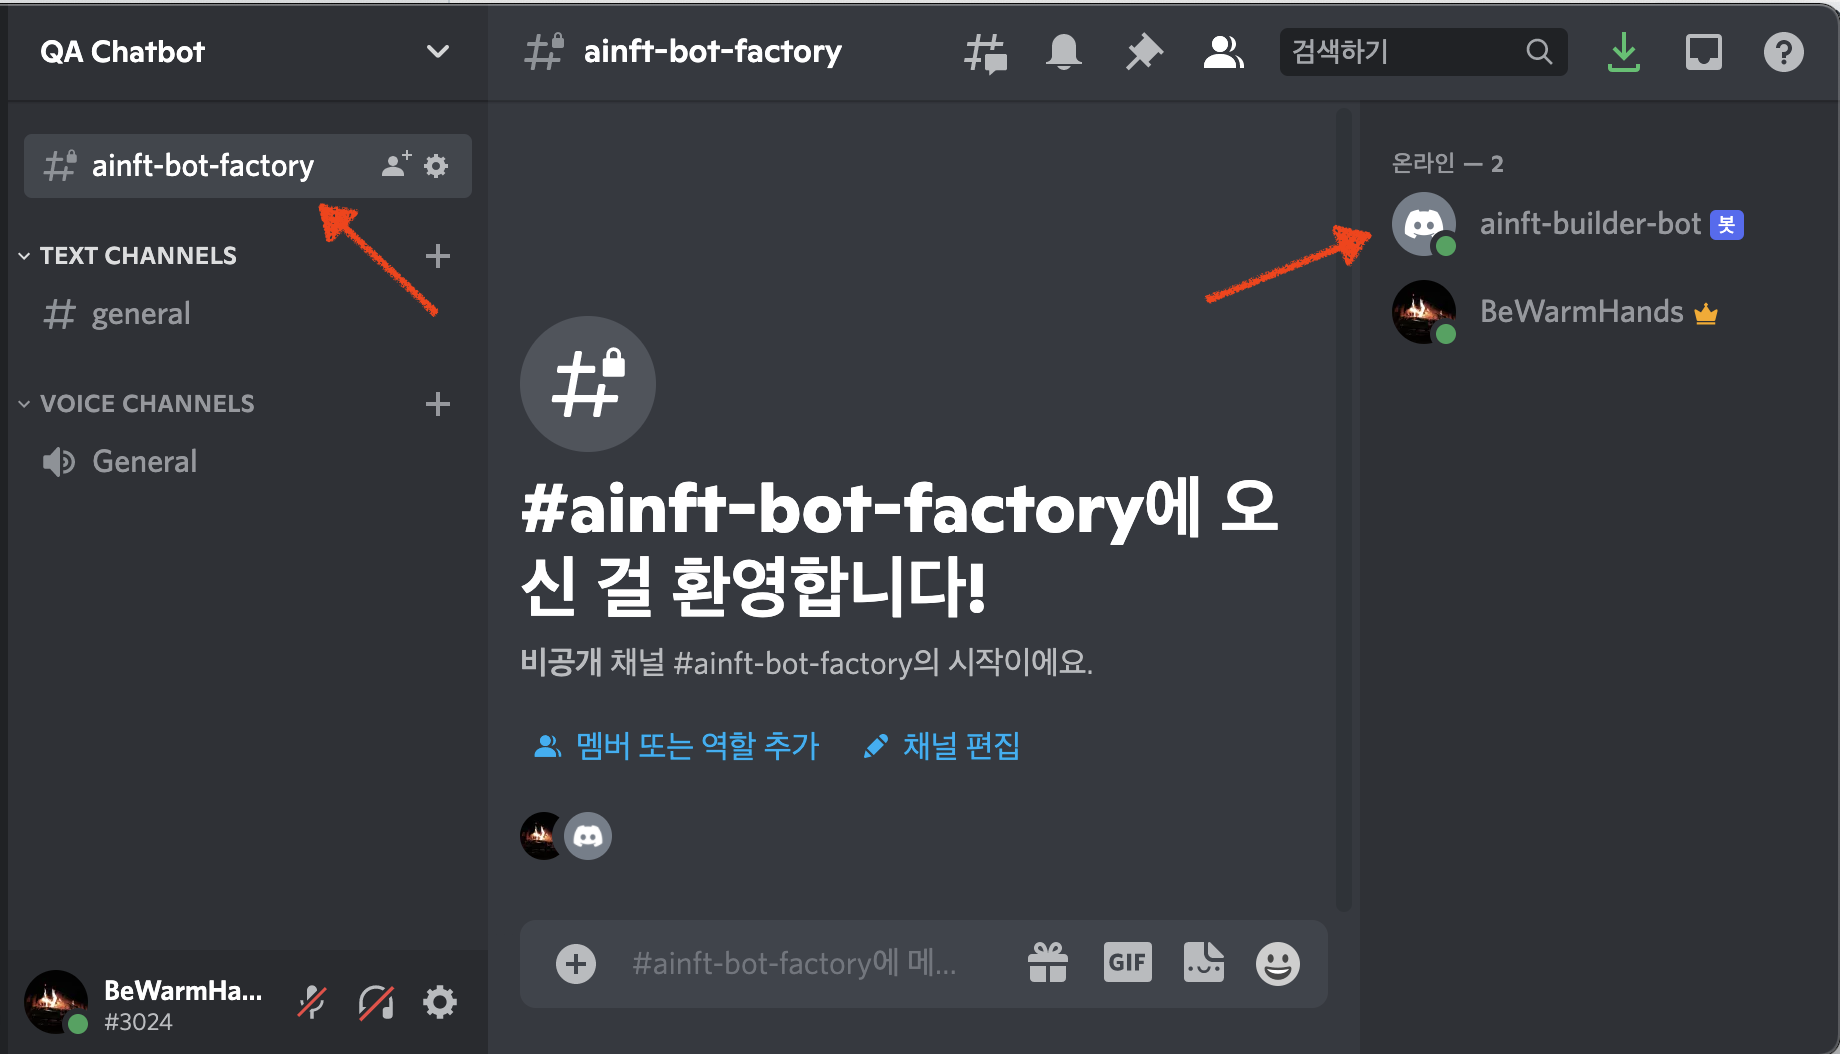 QA Chatbot
ainft-bot-factory
TEXT CHANNELS
general
VOICE CHANNELS
General
BeWarmHa...
#3024
ainft-bot-factory
검색하기
#ainft-bot-factory에 오
신 걸 환영합니다!
비공개 채널 #ainft-bot-factory의 시작이에요.
멤버 또는 역할 추가
채널 편집
#ainft-bot-factory에 메...
GIF
온라인 — 2
ainft-builder-bot 봇
BeWarmHands